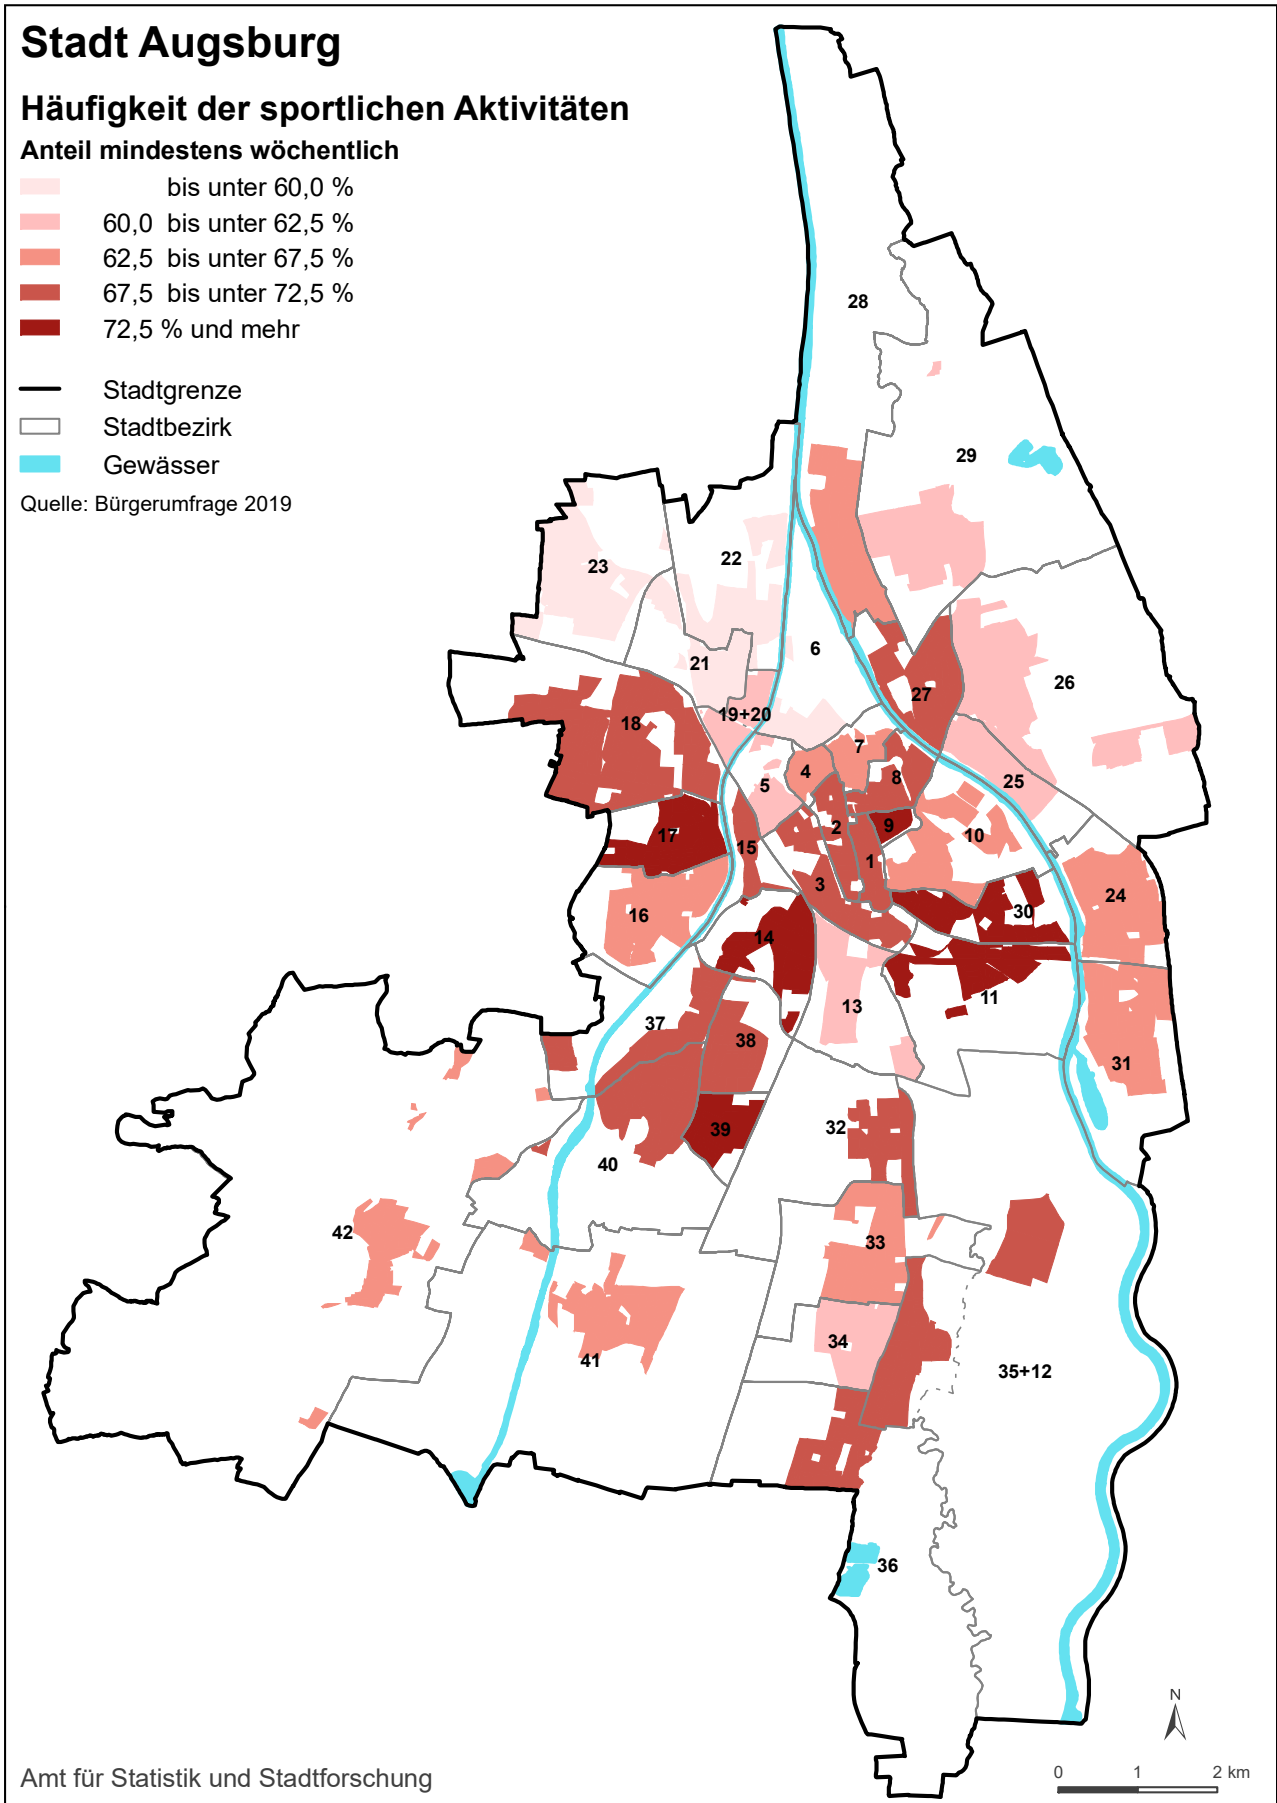 Stadt Augsburg
Häufigkeit der sportlichen Aktivitäten
Anteil mindestens wöchentlich
bis unter 60,0 %
60,0 bis unter 62,5 %
62,5 bis unter 67,5 %
67,5 bis unter 72,5 %
72,5 % und mehr
Stadtgrenze
Stadtbezirk
Gewässer
Quelle: Bürgerumfrage 2019
28
29
23
22
6
21
26
27
18
19+20
7
4
8
5
25
17
15
2
9
10
1
3
16
30
24
14
11
13
37
38
31
39
32
40
42
33
41
34
35+12
36
N
0 1 2 km
Amt für Statistik und Stadtforschung